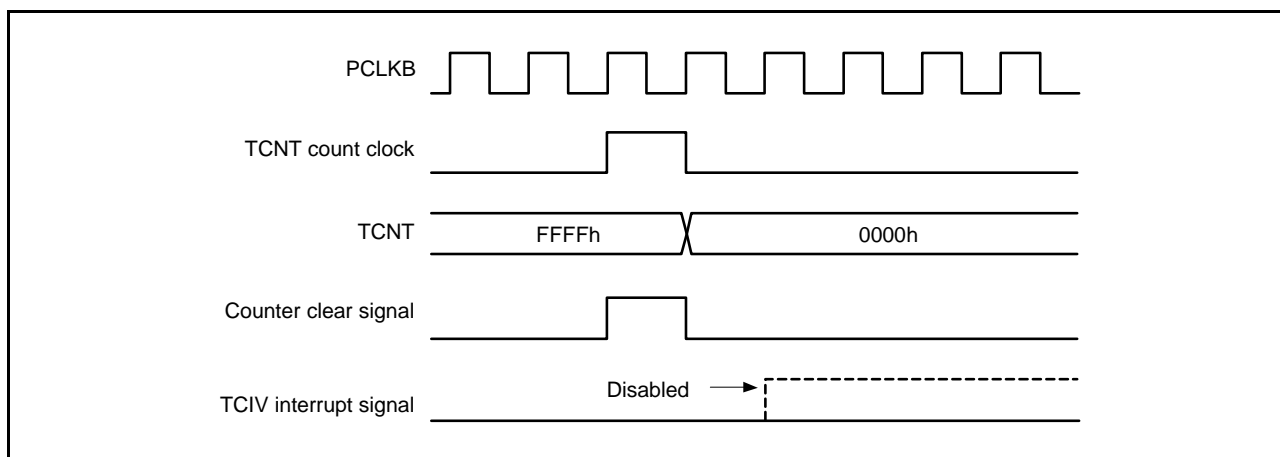 PCLKB
TCNT count clock
TCNT
FFFFh
0000h
Counter clear signal
Disabled
TCIV interrupt signal